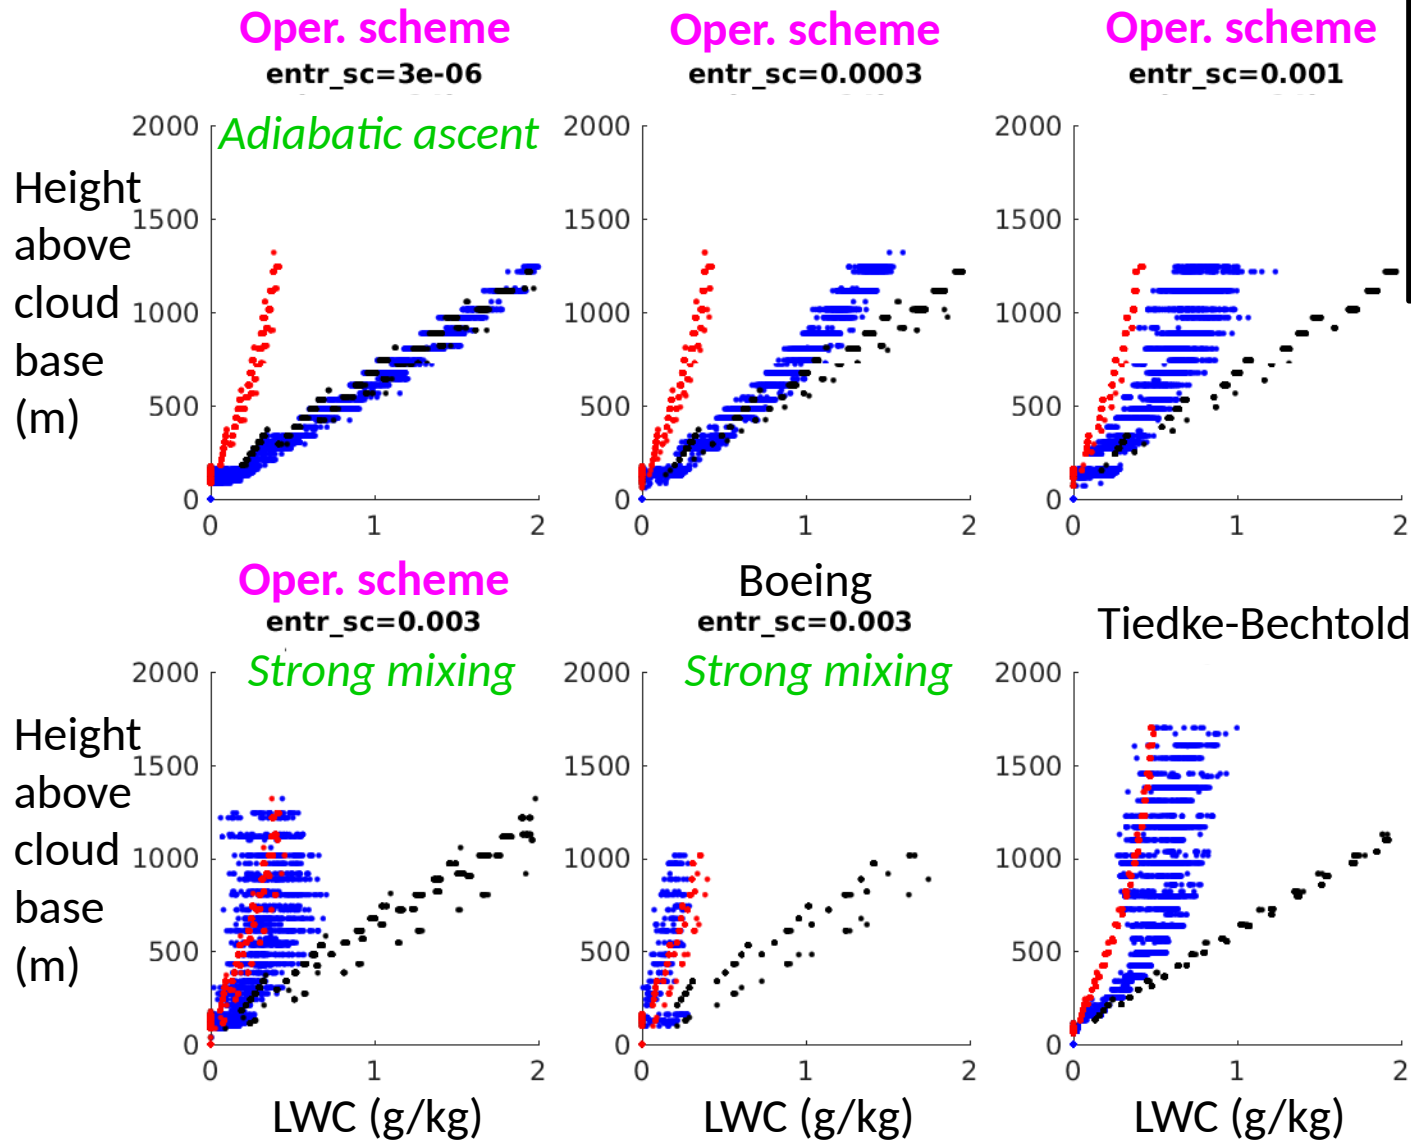 Oper. scheme
entr_sc=3e-06
Oper. scheme
entr_sc=0.0003
Oper. scheme
entr_sc=0.001
Adiabatic ascent
Height
above
cloud
base
(m)
2000
1500
1000
500
0
0 1 2
2000
1500
1000
500
0
0 1 2
2000
1500
1000
500
0
0 1 2
Oper. scheme
entr_sc=0.003
Strong mixing
Boeing
entr_sc=0.003
Strong mixing
Tiedke-Bechtold
Height
above
cloud
base
(m)
2000
1500
1000
500
0
0 1 2
LWC (g/kg)
2000
1500
1000
500
0
0 1 2
LWC (g/kg)
2000
1500
1000
500
0
0 1 2
LWC (g/kg)